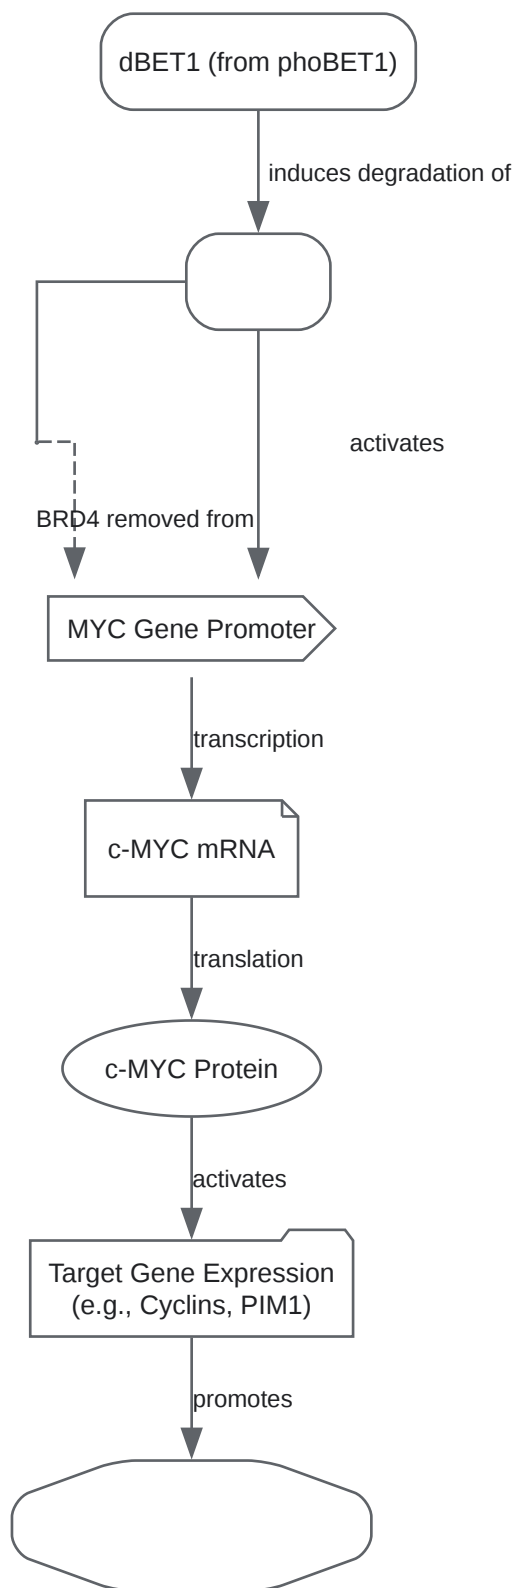 dBET1 (from phoBET1)
induces degradation of
activates
BRD4 removed from
MYC Gene Promoter
transcription
c-MYC mRNA
translation
c-MYC Protein
activates
Target Gene Expression
(e.g., Cyclins, PIM1)
promotes